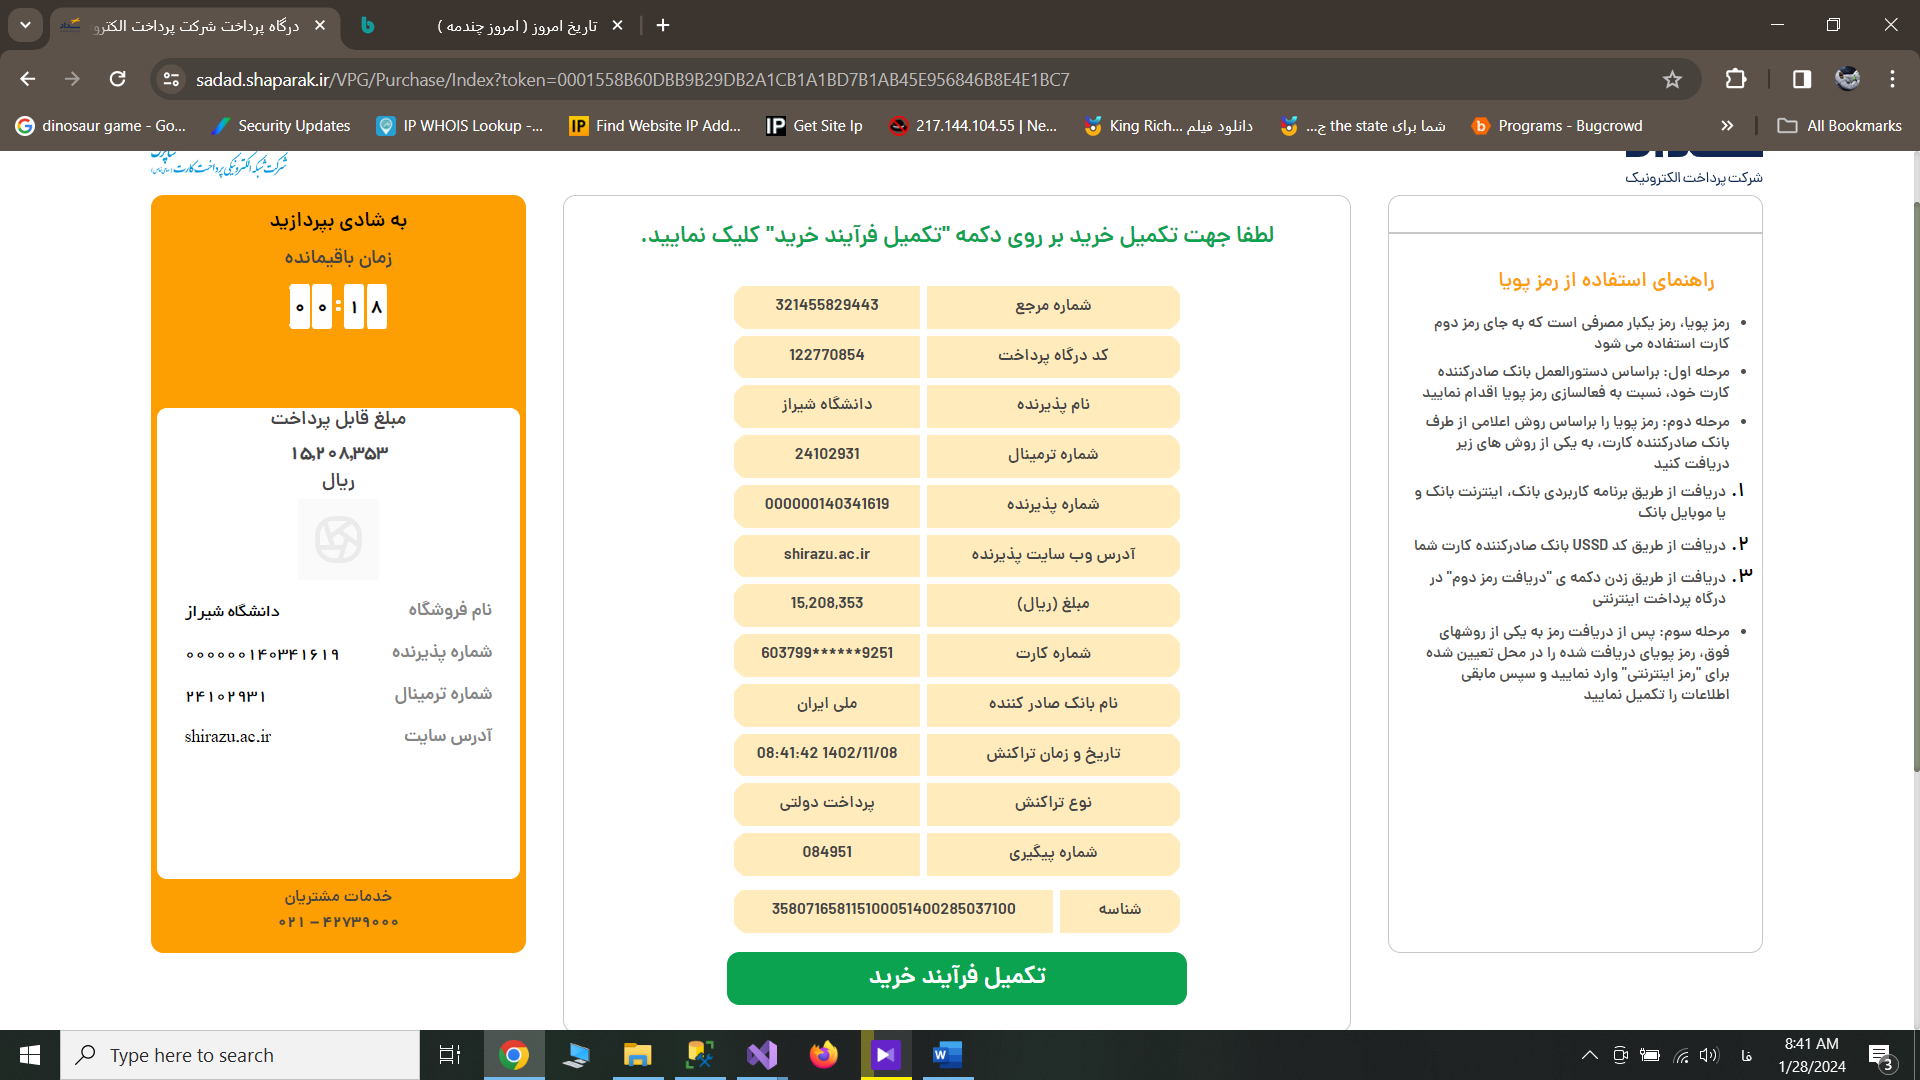 درگاه پرداخت شرکت پرداخت الکترو
تاریخ امروز ( امروز چندمه )
sadad.shaparak.ir/VPG/Purchase/Index?token=0001558B60DBB9B29DB2A1CB1A1BD7B1AB45E956846B8E4E1BC7
dinosaur game - Go...
Security Updates
IP WHOIS Lookup -...
Find Website IP Add...
Get Site Ip
217.144.104.55 | Ne...
دانلود فیلم King Rich...
شما برای the state ج...
Programs - Bugcrowd
All Bookmarks
شرکت شبکه الکترونیکی پرداخت کارت
شرکت پرداخت الکترونیک
راهنمای استفاده از رمز پویا
رمز پویا، رمز یکبار مصرفی است که به جای رمز دوم
کارت استفاده می شود
مرحله اول: براساس دستورالعمل بانک صادرکننده
کارت خود، نسبت به فعالسازی رمز پویا اقدام نمایید
مرحله دوم: رمز پویا را براساس روش اعلامی از طرف
بانک صادرکننده کارت، به یکی از روش های زیر
دریافت کنید
۱. دریافت از طریق برنامه کاربردی بانک، اینترنت بانک و
یا موبایل بانک
۲. دریافت از طریق کد USSD بانک صادرکننده کارت شما
۳. دریافت از طریق زدن دکمه ی "دریافت رمز دوم" در
درگاه پرداخت اینترنتی
مرحله سوم: پس از دریافت رمز به یکی از روشهای
فوق، رمز پویای دریافت شده را در محل تعیین شده
برای "رمز اینترنتی" وارد نمایید و سپس مابقی
اطلاعات را تکمیل نمایید
لطفا جهت تکمیل خرید بر روی دکمه "تکمیل فرآیند خرید" کلیک نمایید.
شماره مرجع 321455829443
کد درگاه پرداخت 122770854
نام پذیرنده دانشگاه شیراز
شماره ترمینال 24102931
شماره پذیرنده 000000140341619
آدرس وب سایت پذیرنده shirazu.ac.ir
مبلغ (ریال) 15,208,353
شماره کارت 603799******9251
نام بانک صادر کننده ملی ایران
تاریخ و زمان تراکنش 08:41:42 1402/11/08
نوع تراکنش پرداخت دولتی
شماره پیگیری 084951
شناسه 358071658115100051400285037100
تکمیل فرآیند خرید
به شادی بپردازید
زمان باقیمانده
۰۰:۱۸
مبلغ قابل پرداخت
۱۵,۲۰۸,۳۵۳
ریال
نام فروشگاه دانشگاه شیراز
شماره پذیرنده ۰۰۰۰۰۰۱۴۰۳۴۱۶۱۹
شماره ترمینال ۲۴۱۰۲۹۳۱
آدرس سایت shirazu.ac.ir
خدمات مشتریان
۰۲۱ – ۴۲۷۳۹۰۰۰
Type here to search
فا
8:41 AM
1/28/2024
3